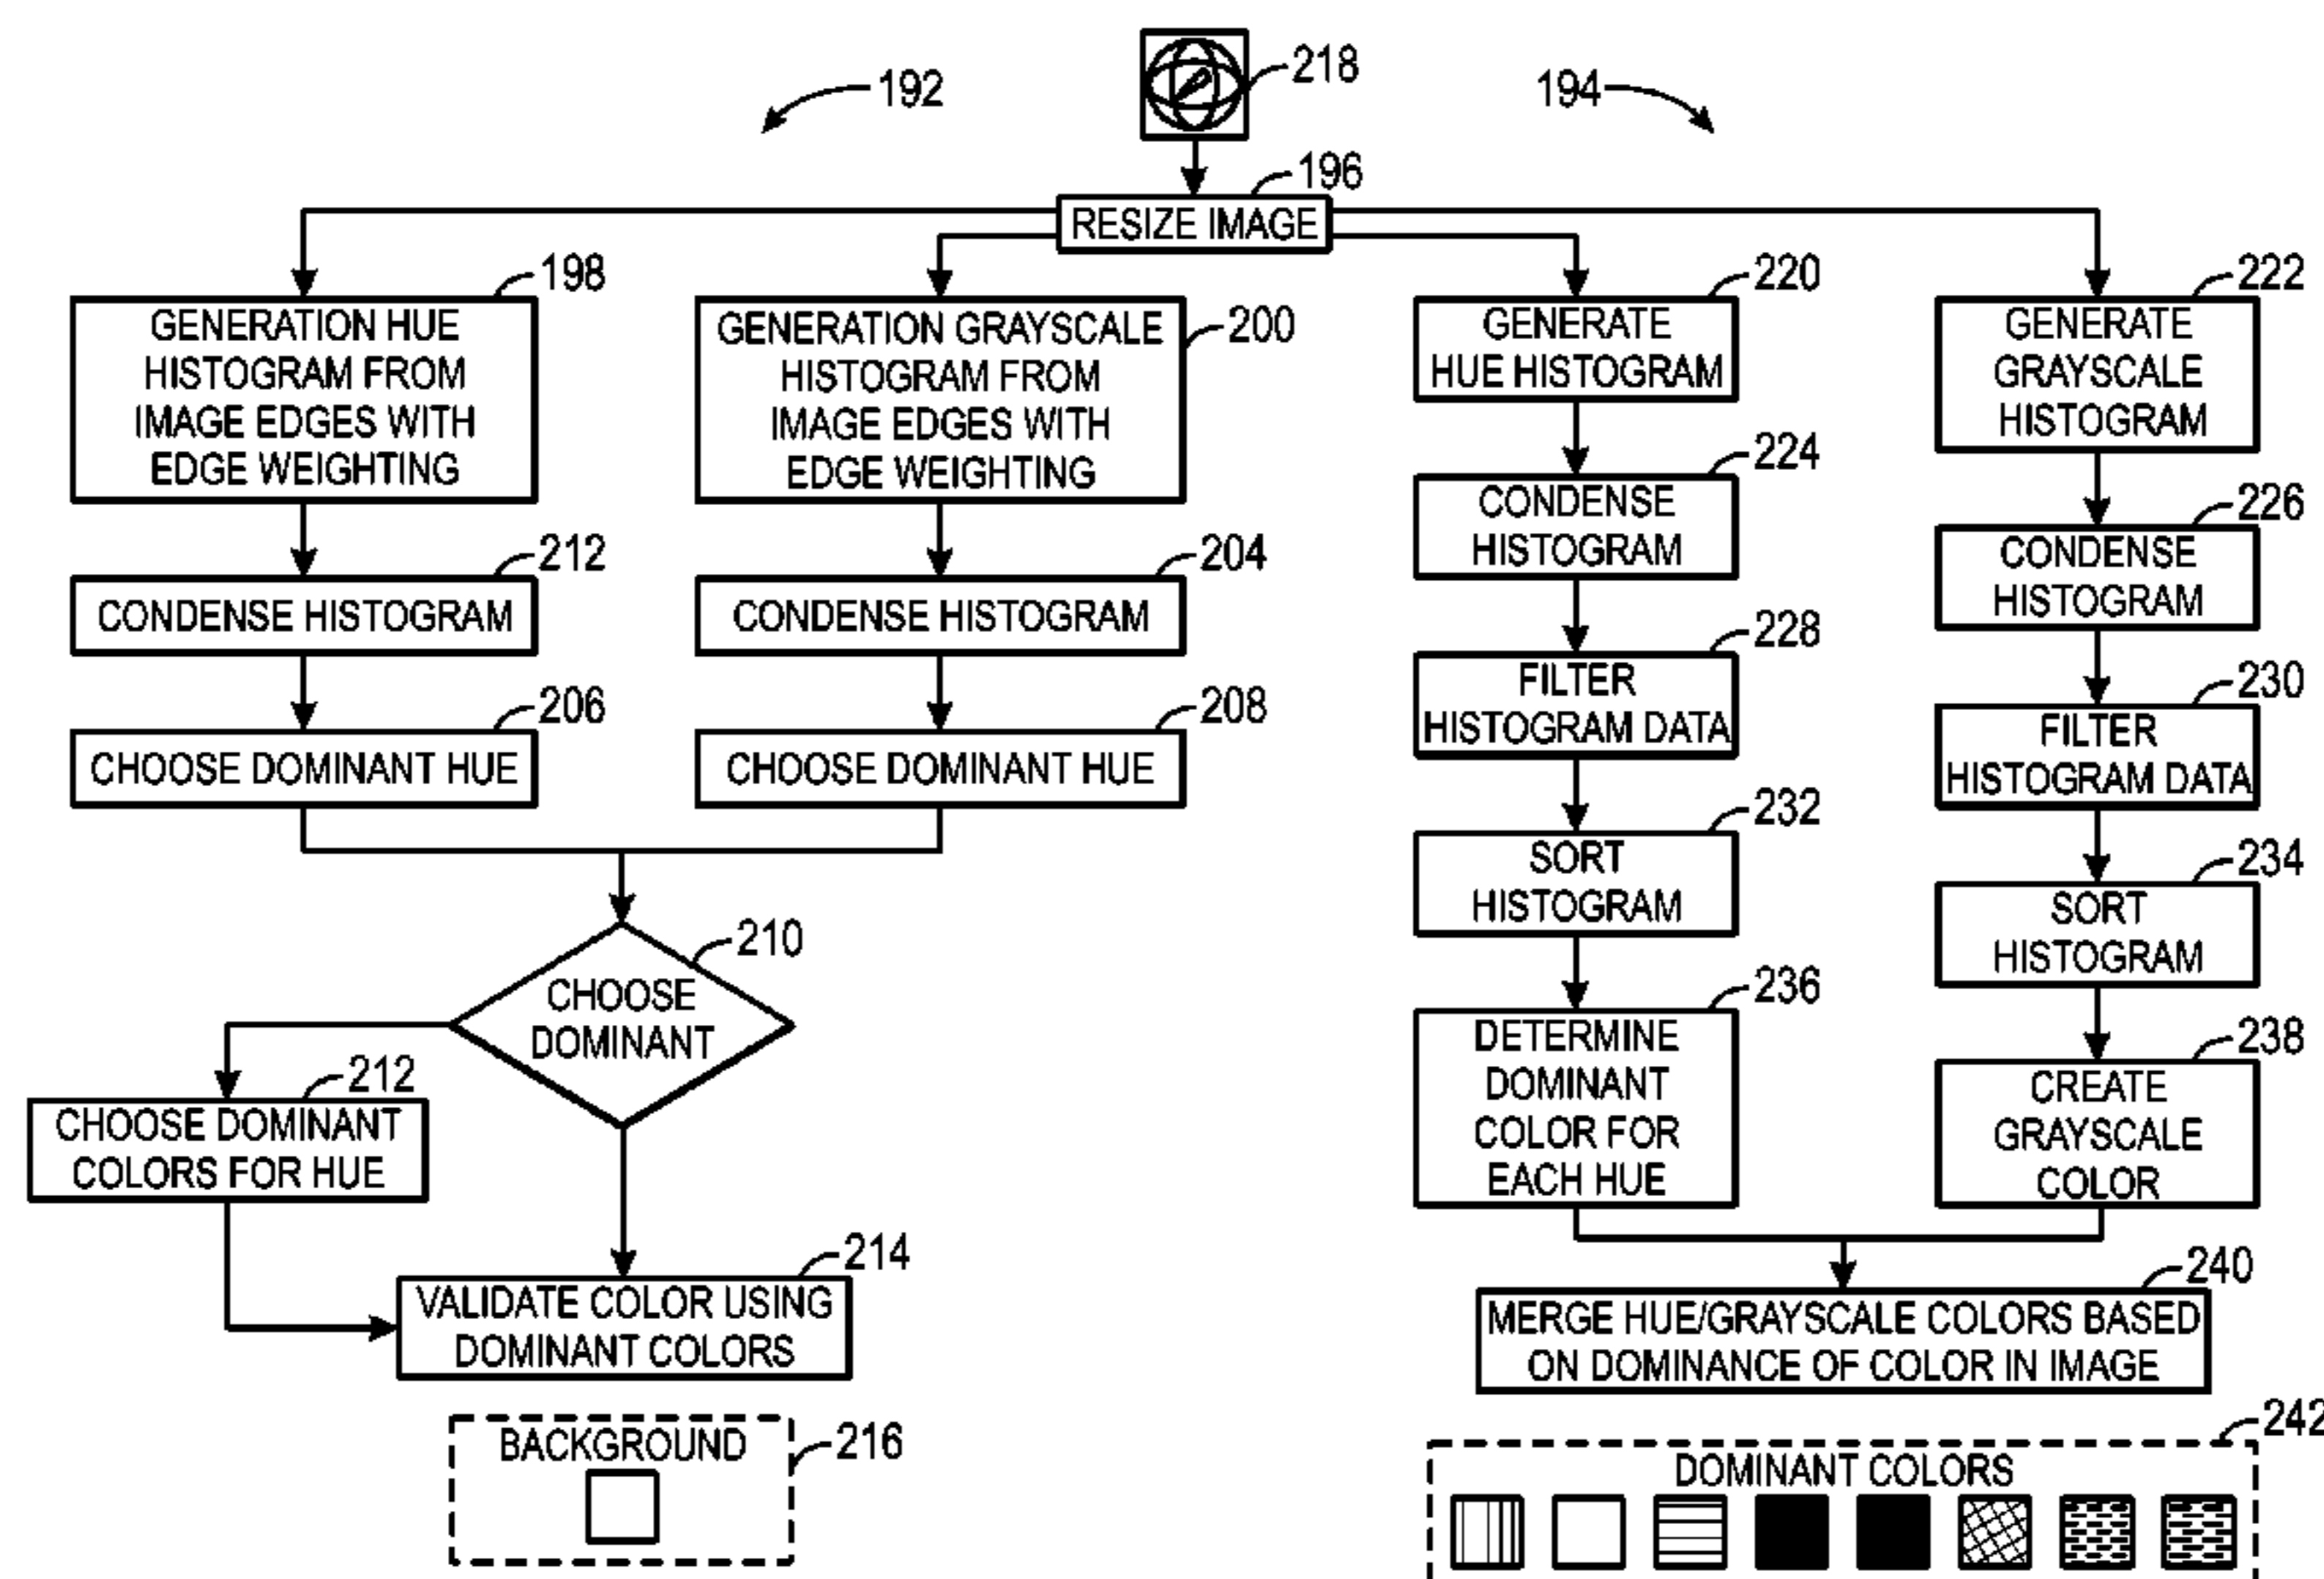 192
218
194
196
RESIZE IMAGE
198
GENERATION HUE
HISTOGRAM FROM
IMAGE EDGES WITH
EDGE WEIGHTING
200
GENERATION GRAYSCALE
HISTOGRAM FROM
IMAGE EDGES WITH
EDGE WEIGHTING
220
GENERATE
HUE HISTOGRAM
222
GENERATE
GRAYSCALE
HISTOGRAM
212
CONDENSE HISTOGRAM
204
CONDENSE HISTOGRAM
224
CONDENSE
HISTOGRAM
226
CONDENSE
HISTOGRAM
206
CHOOSE DOMINANT HUE
208
CHOOSE DOMINANT HUE
228
FILTER
HISTOGRAM DATA
230
FILTER
HISTOGRAM DATA
232
SORT
HISTOGRAM
234
SORT
HISTOGRAM
210
CHOOSE
DOMINANT
212
CHOOSE DOMINANT
COLORS FOR HUE
236
DETERMINE
DOMINANT
COLOR FOR
EACH HUE
238
CREATE
GRAYSCALE
COLOR
214
VALIDATE COLOR USING
DOMINANT COLORS
240
MERGE HUE/GRAYSCALE COLORS BASED
ON DOMINANCE OF COLOR IN IMAGE
BACKGROUND
216
242
DOMINANT COLORS